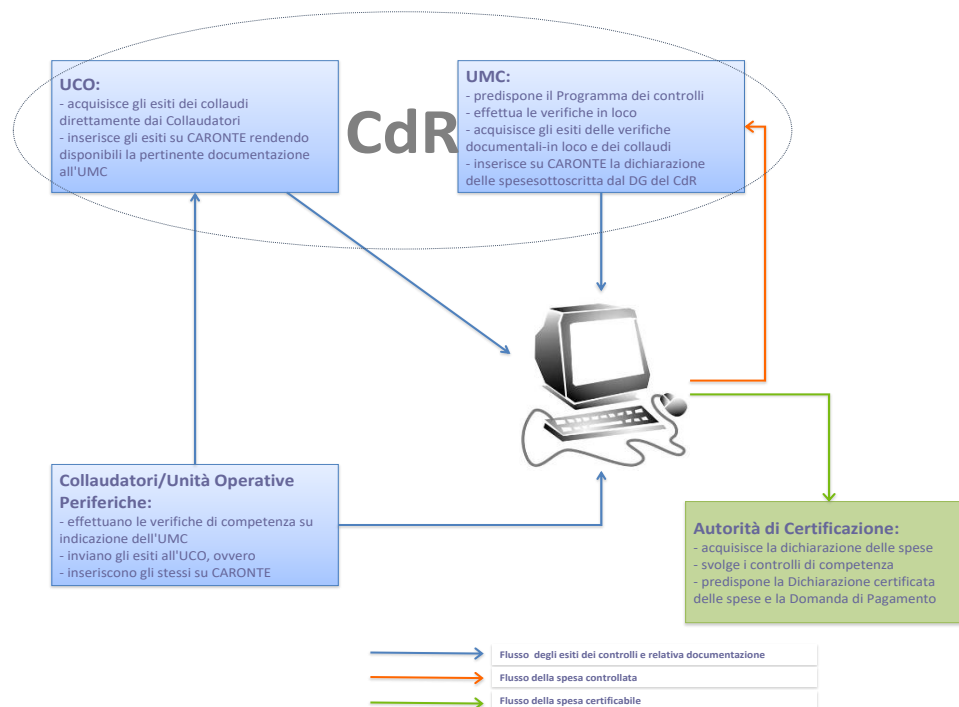 UCO:
- acquisisce gli esiti dei collaudi
direttamente dai Collaudatori
- inserisce gli esiti su CARONTE rendendo
disponibili la pertinente documentazione
all'UMC
CdR
UMC:
- predispone il Programma dei controlli
- effettua le verifiche in loco
- acquisisce gli esiti delle verifiche
documentali-in loco e dei collaudi
- inserisce su CARONTE la dichiarazione
delle spesesottoscritta dal DG del CdR
Collaudatori/Unità Operative
Periferiche:
- effettuano le verifiche di competenza su
indicazione dell'UMC
- inviano gli esiti all'UCO, ovvero
- inseriscono gli stessi su CARONTE
Autorità di Certificazione:
- acquisisce la dichiarazione delle spese
- svolge i controlli di competenza
- predispone la Dichiarazione certificata
delle spese e la Domanda di Pagamento
Flusso degli esiti dei controlli e relativa documentazione
Flusso della spesa controllata
Flusso della spesa certificabile